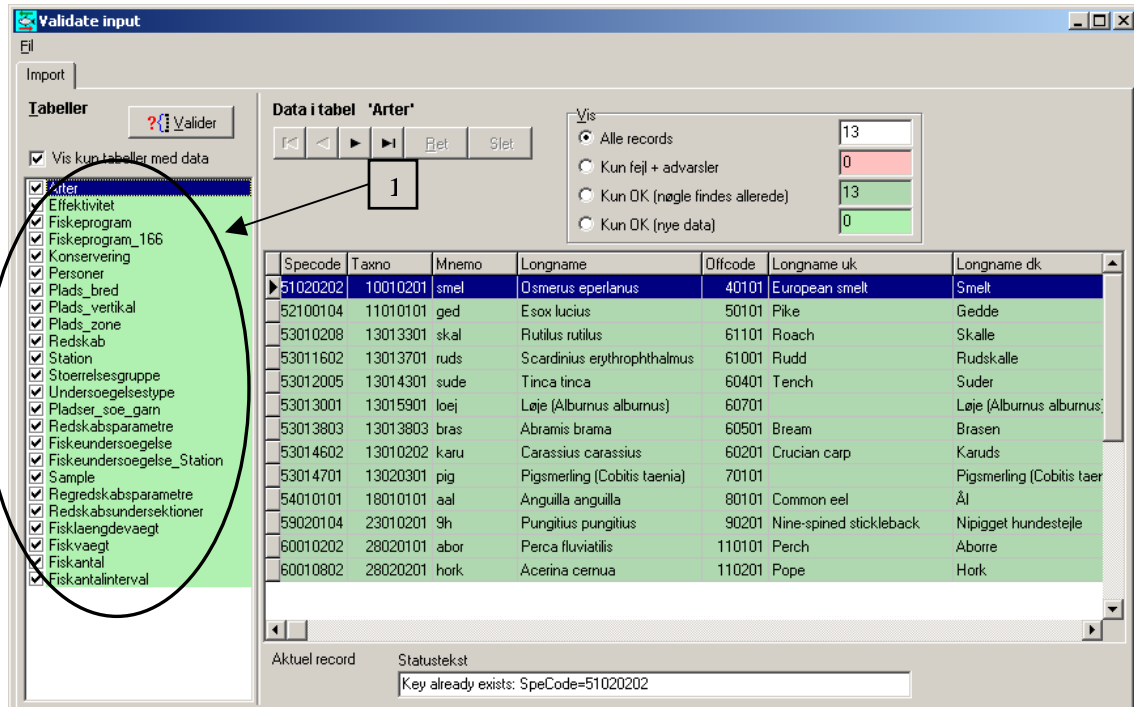 Validate input
Fil
Import
Tabeller
?{ Valider
Vis kun tabeller med data
Arter
Effektivitet
Fiskeprogram
Fiskeprogram_166
Konservering
Personer
Plads_bred
Plads_vertikal
Plads_zone
Redskab
Station
Stoerrelsesgruppe
Undersoegelsestype
Pladser_soe_garn
Redskabsparametre
Fiskeundersoegelse
Fiskeundersoegelse_Station
Sample
Regredskabsparametre
Redskabsundersektioner
Fisklaengdevaegt
Fiskvaegt
Fiskantal
Fiskantalinterval
1
Data i tabel 'Arter'
Ret Slet
Vis
Alle records 13
Kun fejl + advarsler 0
Kun OK (nøgle findes allerede) 13
Kun OK (nye data) 0
Specode Taxno Mnemo Longname Offcode Longname uk Longname dk
51020202 10010201 smel Osmerus eperlanus 40101 European smelt Smelt
52100104 11010101 ged Esox lucius 50101 Pike Gedde
53010208 13013301 skal Rutilus rutilus 61101 Roach Skalle
53011602 13013701 ruds Scardinius erythrophthalmus 61001 Rudd Rudskalle
53012005 13014301 sude Tinca tinca 60401 Tench Suder
53013001 13015901 loej Løje (Alburnus alburnus) 60701 Løje (Alburnus alburnus)
53013803 13013803 bras Abramis brama 60501 Bream Brasen
53014602 13010202 karu Carassius carassius 60201 Crucian carp Karuds
53014701 13020301 pig Pigsmerling (Cobitis taenia) 70101 Pigsmerling (Cobitis taer
54010101 18010101 aal Anguilla anguilla 80101 Common eel Ål
59020104 23010201 9h Pungitius pungitius 90201 Nine-spined stickleback Nipigget hundestejle
60010202 28020101 abor Perca fluviatilis 110101 Perch Aborre
60010802 28020201 hork Acerina cernua 110201 Pope Hork
Aktuel record Statustekst
Key already exists: SpeCode=51020202